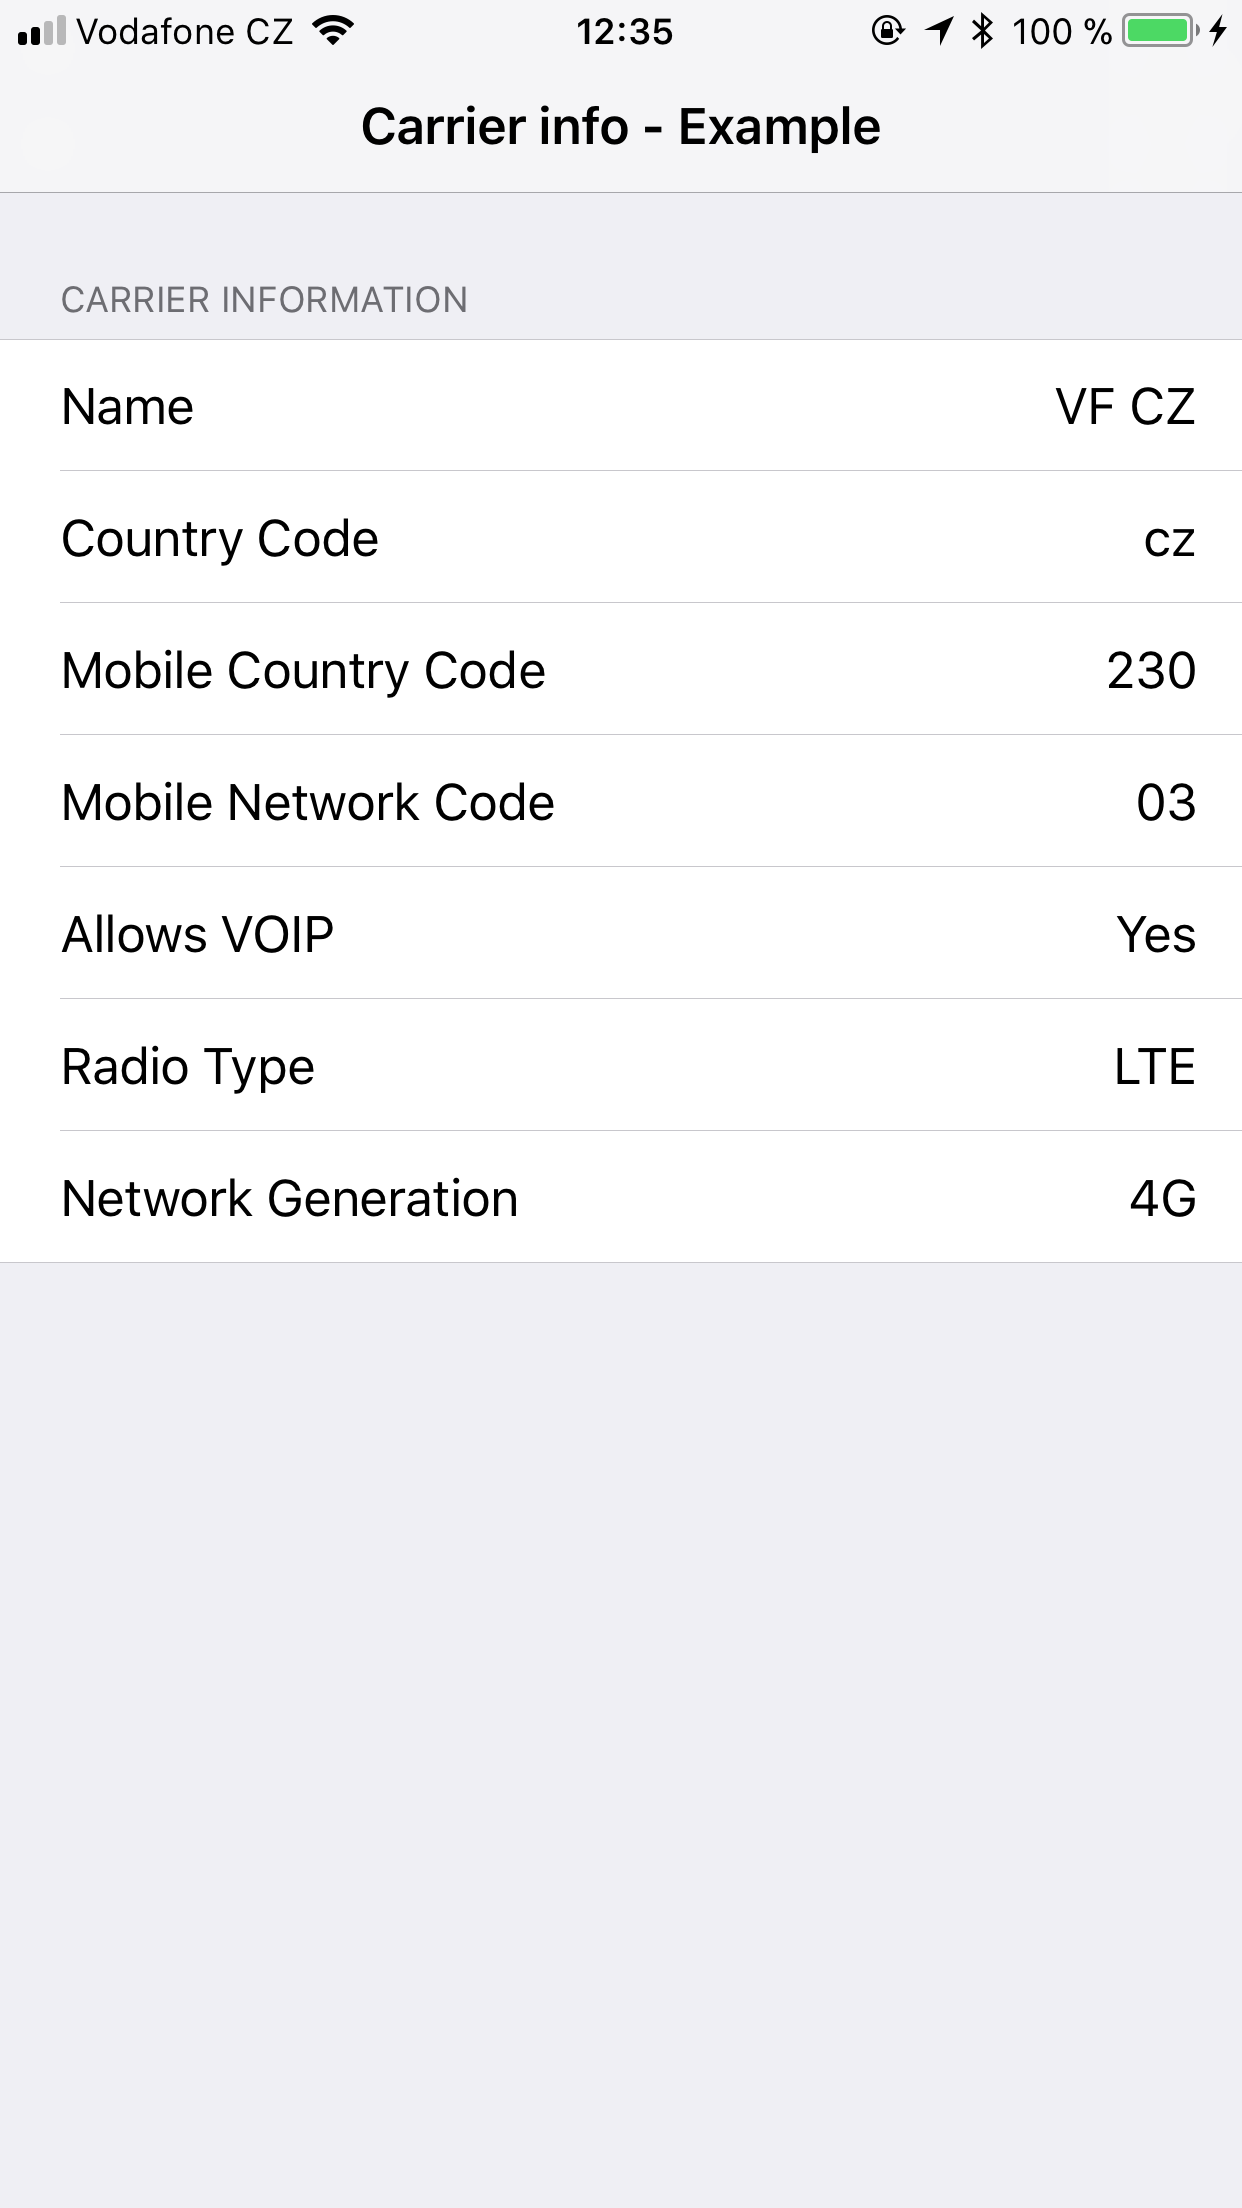 Vodafone CZ 12:35 100 %
Carrier info - Example
CARRIER INFORMATION
Name VF CZ
Country Code cz
Mobile Country Code 230
Mobile Network Code 03
Allows VOIP Yes
Radio Type LTE
Network Generation 4G